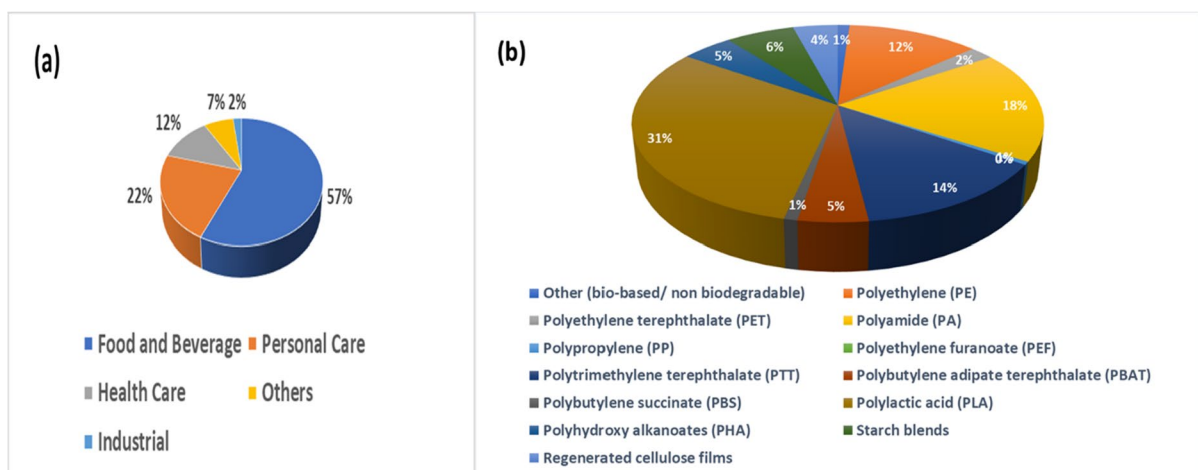 (a)
7% 2%
12%
22%
57%
Food and Beverage Personal Care
Health Care Others
Industrial
(b)
4% 1%
6%
12%
5%
2%
18%
31%
14%
1%
5%
Other (bio-based/ non biodegradable) Polyethylene (PE)
Polyethylene terephthalate (PET) Polyamide (PA)
Polypropylene (PP) Polyethylene furanoate (PEF)
Polytrimethylene terephthalate (PTT) Polybutylene adipate terephthalate (PBAT)
Polybutylene succinate (PBS) Polylactic acid (PLA)
Polyhydroxy alkanoates (PHA) Starch blends
Regenerated cellulose films